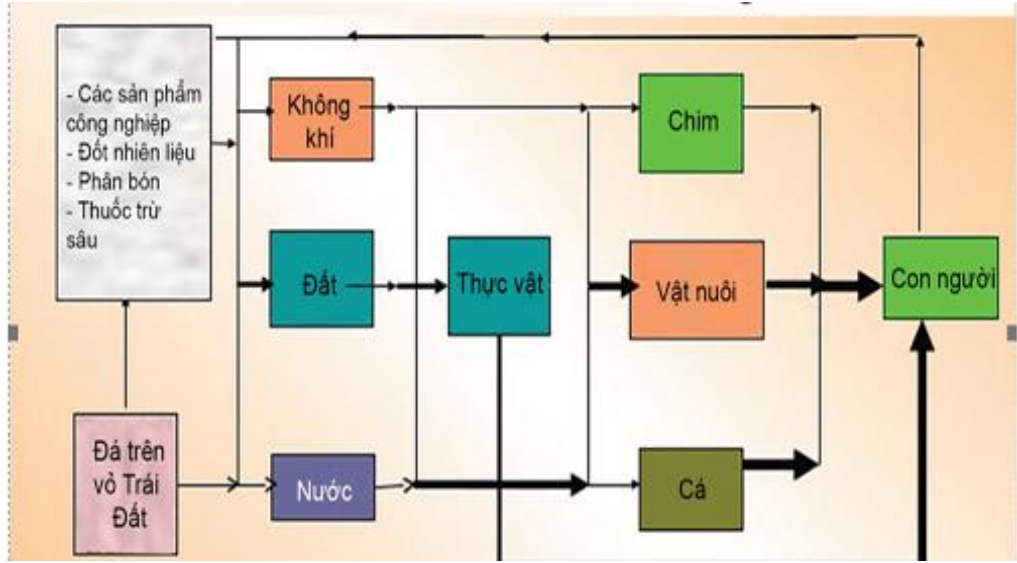 - Các sản phẩm
công nghiệp
- Đốt nhiên liệu
- Phân bón
- Thuốc trừ
sâu
Không
khí
Chim
Đất
Thực vật
Vật nuôi
Con người
Đá trên
vỏ Trái
Đất
Nước
Cá